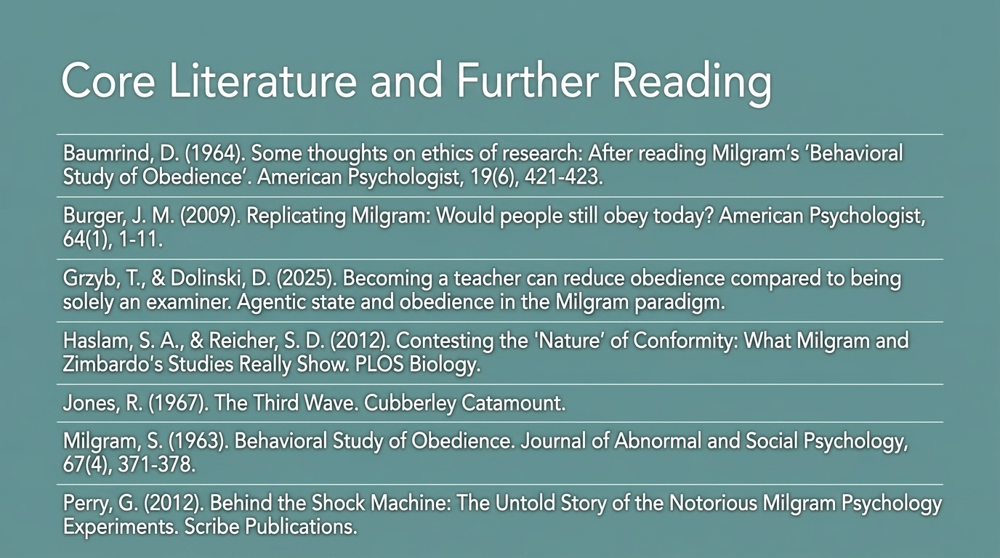 Core Literature and Further Reading
Baumrind, D. (1964). Some thoughts on ethics of research: After reading Milgram‘s ‘Behavioral
Study of Obedience’. American Psychologist, 19(6), 421-423.
Burger, J. M. (2009). Replicating Milgram: Would people still obey today? American Psychologist,
64(1), 1-11.
Grzyb, T., & Dolinski, D. (2025). Becoming a teacher can reduce obedience compared to being
solely an examiner. Agentic state and obedience in the Milgram paradigm.
Haslam, S. A., & Reicher, S. D. (2012). Contesting the 'Nature’ of Conformity: What Milgram and
Zimbardo’s Studies Really Show. PLOS Biology.
Jones, R. (1967). The Third Wave. Cubberley Catamount.
Milgram, S. (1963). Behavioral Study of Obedience. Journal of Abnormal and Social Psychology,
67(4), 371-378.
Perry, G. (2012). Behind the Shock Machine: The Untold Story of the Notorious Milgram Psychology
Experiments. Scribe Publications.